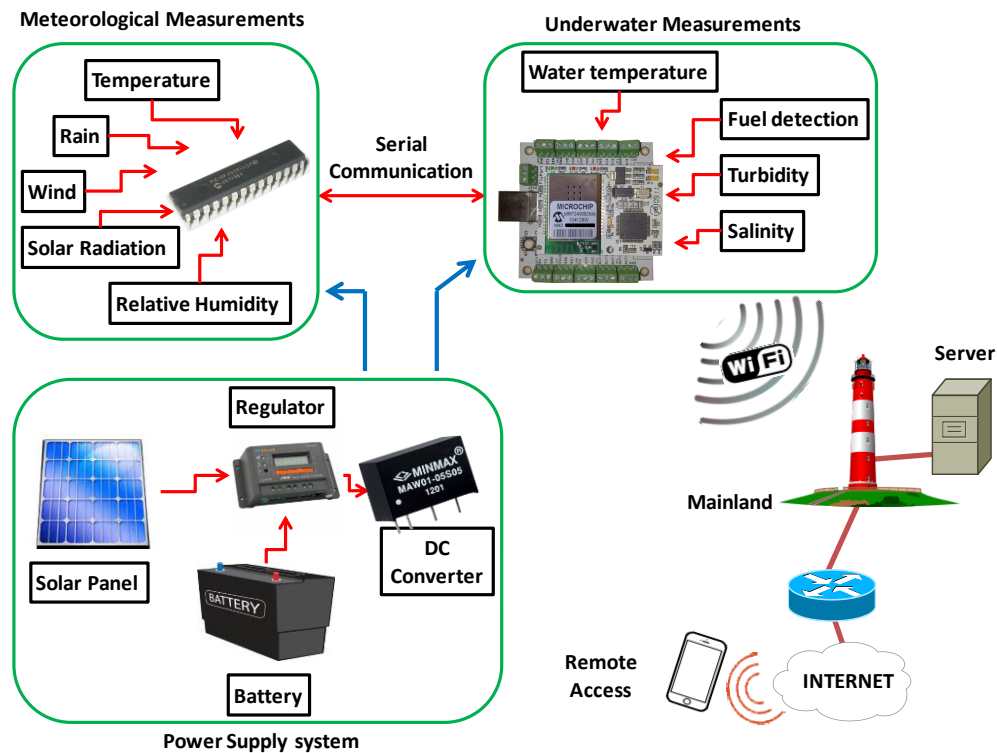 Meteorological Measurements
Underwater Measurements
Temperature
Rain
Wind
Solar Radiation
Relative Humidity
Serial
Communication
Water temperature
Fuel detection
Turbidity
Salinity
MICROCHIP
WiFi
Server
Mainland
Regulator
MINMAX
MAW01-05S05
1201
DC
Converter
Solar Panel
BATTERY
Battery
Power Supply system
Remote
Access
INTERNET